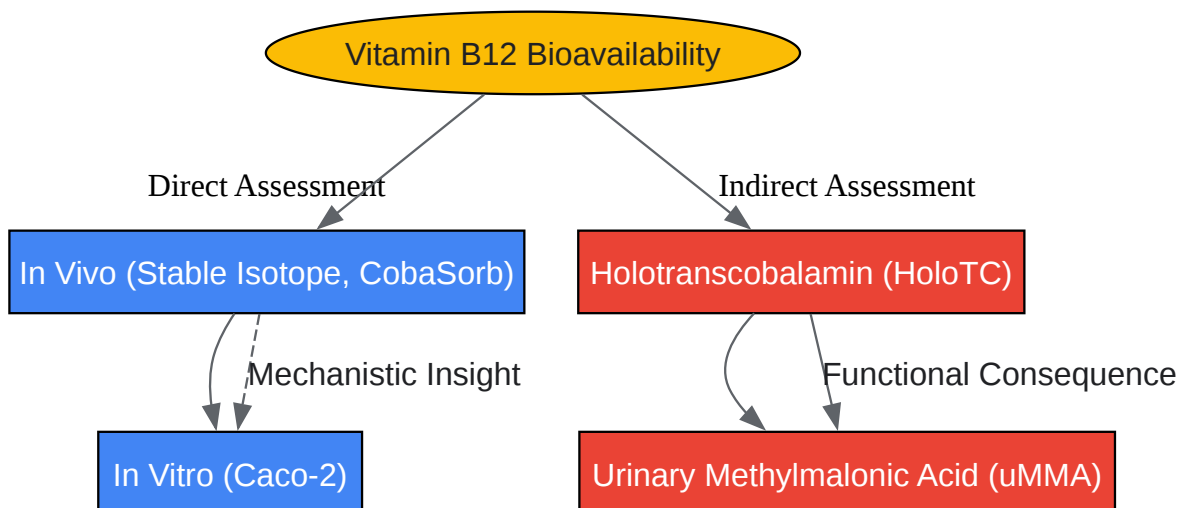 Vitamin B12 Bioavailability
Direct Assessment
Indirect Assessment
In Vivo (Stable Isotope, CobaSorb)
Holotranscobalamin (HoloTC)
Mechanistic Insight
Functional Consequence
In Vitro (Caco-2)
Urinary Methylmalonic Acid (uMMA)